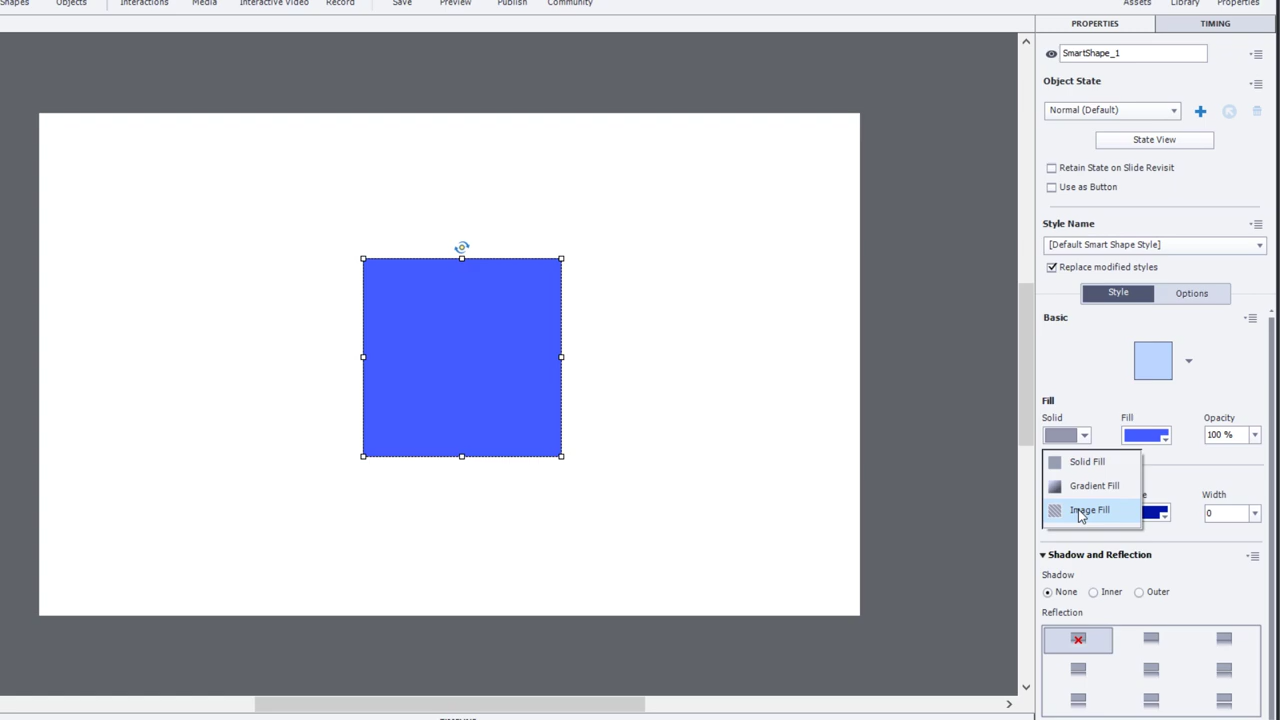 Shapes Objects Interactions Media Interactive Video Record Save Preview Publish Community Assets Library Properties
PROPERTIES TIMING
SmartShape_1
Object State
Normal (Default)
State View
Retain State on Slide Revisit
Use as Button
Style Name
[Default Smart Shape Style]
Replace modified styles
Style Options
Basic
Fill
Solid Fill Opacity
100 %
Solid Fill
Gradient Fill
Width
Image Fill
0
Shadow and Reflection
Shadow
None Inner Outer
Reflection